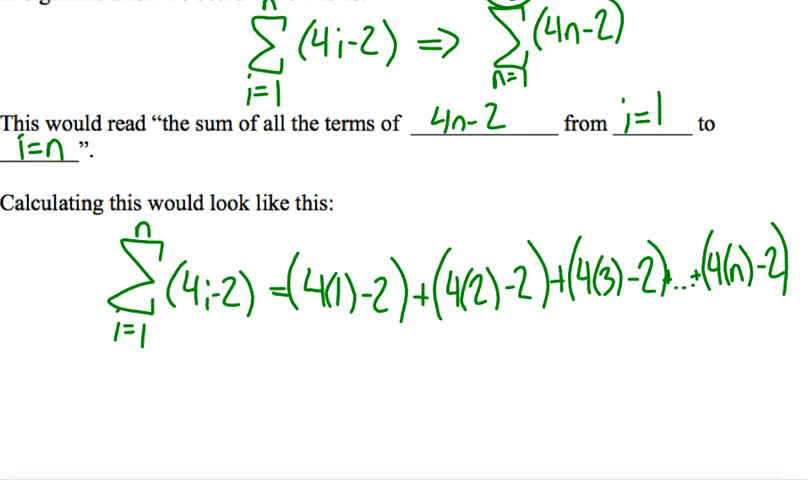 n
∑ (4i-2) => ∑ (4n-2)
i=1 n=1
This would read “the sum of all the terms of 4n-2 from i=1 to
i=n ”.
Calculating this would look like this:
n
∑ (4i-2) = (4(1)-2)+(4(2)-2)+(4(3)-2)+...+(4(n)-2)
i=1